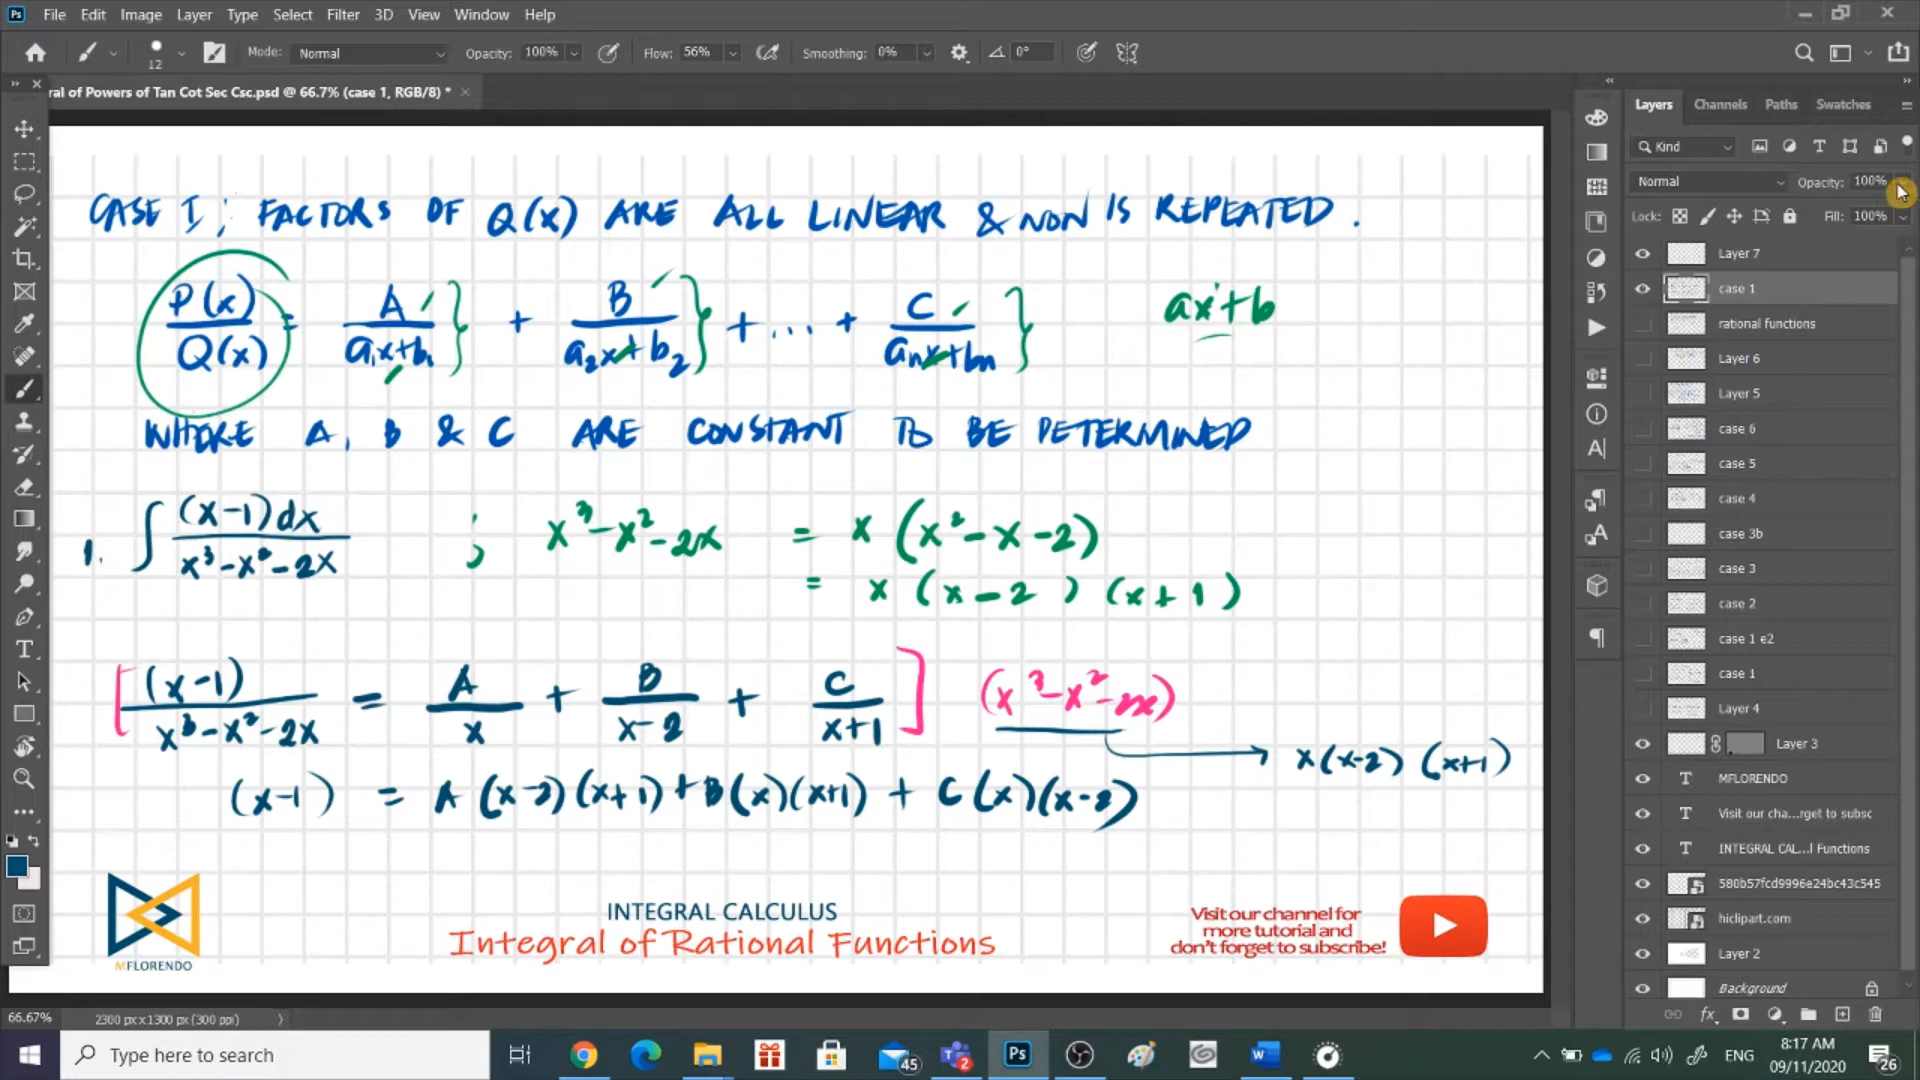 Ps File Edit Image Layer Type Select Filter 3D View Window Help
12 Mode: Normal Opacity: 100% Flow: 56% Smoothing: 0% 0°
ral of Powers of Tan Cot Sec Csc.psd @ 66.7% (case 1, RGB/8) *
CASE I ; FACTORS OF Q(X) ARE ALL LINEAR & NON IS REPEATED.
P(x)/Q(x) = A/(a₁x+b₁) } + B/(a₂x+b₂) } + ... + C/(aₙx+bₙ) } ax+b
WHERE A, B & C ARE CONSTANT TO BE DETERMINED
1. ∫ (x-1)dx/(x³-x²-2x) ; x³-x²-2x = x(x²-x-2)
= x(x-2)(x+1)
[(x-1)/(x³-x²-2x) = A/x + B/(x-2) + C/(x+1)] (x³-x²-2x)
x(x-2)(x+1)
(x-1) = A(x-2)(x+1)+B(x)(x+1) + C(x)(x-2)
MFLORENDO
INTEGRAL CALCULUS
Integral of Rational Functions
Visit our channel for
more tutorial and
don't forget to subscribe!
66.67% 2300 px x 1300 px (300 ppi)
Layers Channels Paths Swatches
Kind
Normal Opacity: 100%
Lock: Fill: 100%
Layer 7
case 1
rational functions
Layer 6
Layer 5
case 6
case 5
case 4
case 3b
case 3
case 2
case 1 e2
case 1
Layer 4
Layer 3
MFLORENDO
Visit our cha...rget to subsc
INTEGRAL CAL...l Functions
580b57fcd9996e24bc43c545
hiclipart.com
Layer 2
Background
Type here to search
45
2
Ps
ENG
8:17 AM
09/11/2020
26